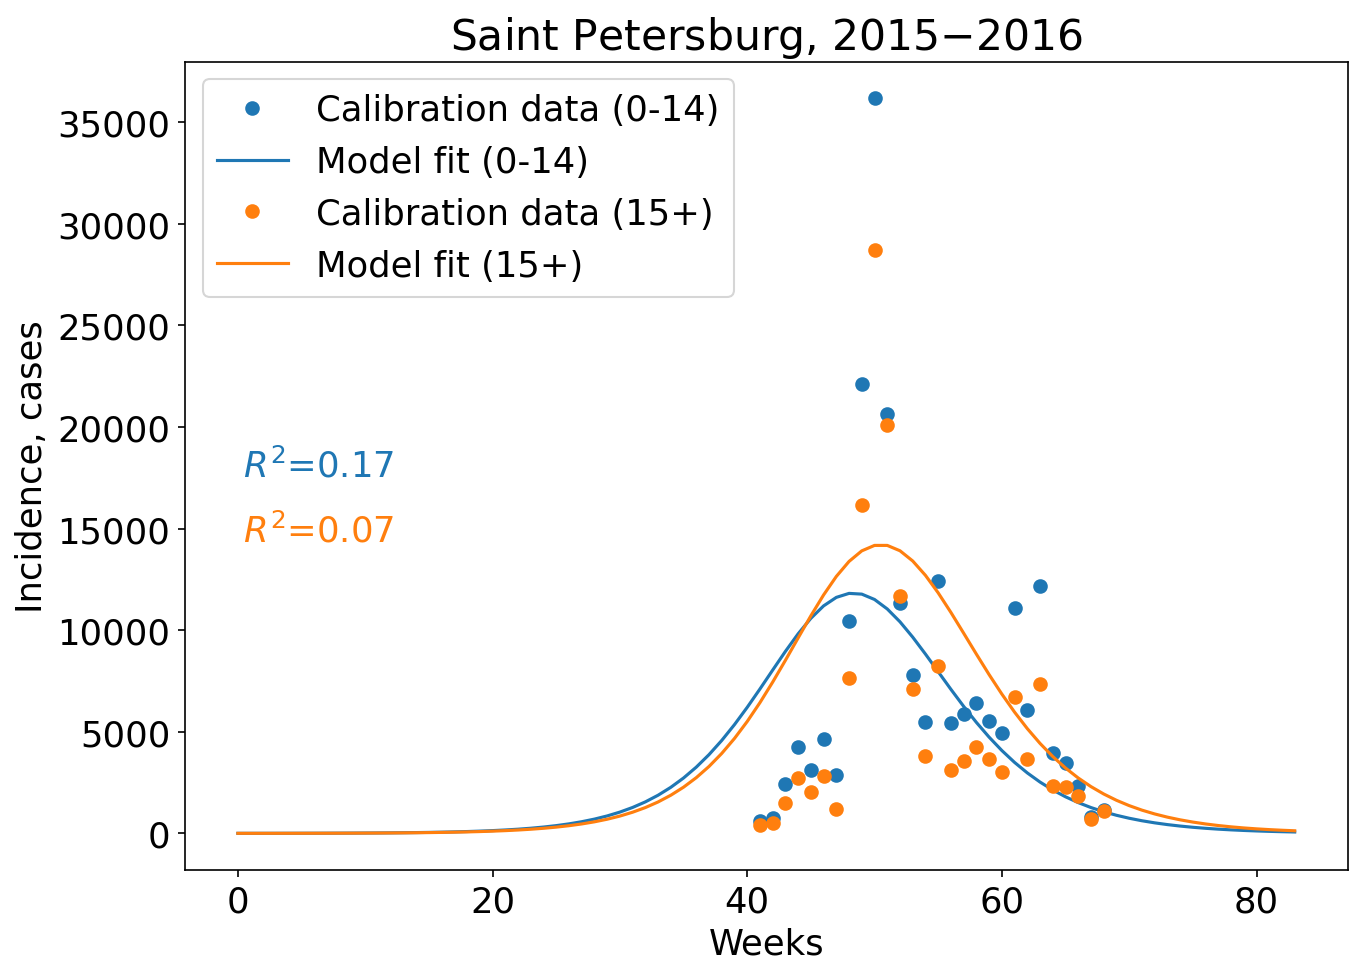 Saint Petersburg, 2015−2016
Calibration data (0-14)
Model fit (0-14)
Calibration data (15+)
Model fit (15+)
35000
30000
25000
20000
15000
10000
5000
0
Incidence, cases
R²=0.17
R²=0.07
0 20 40 60 80
Weeks